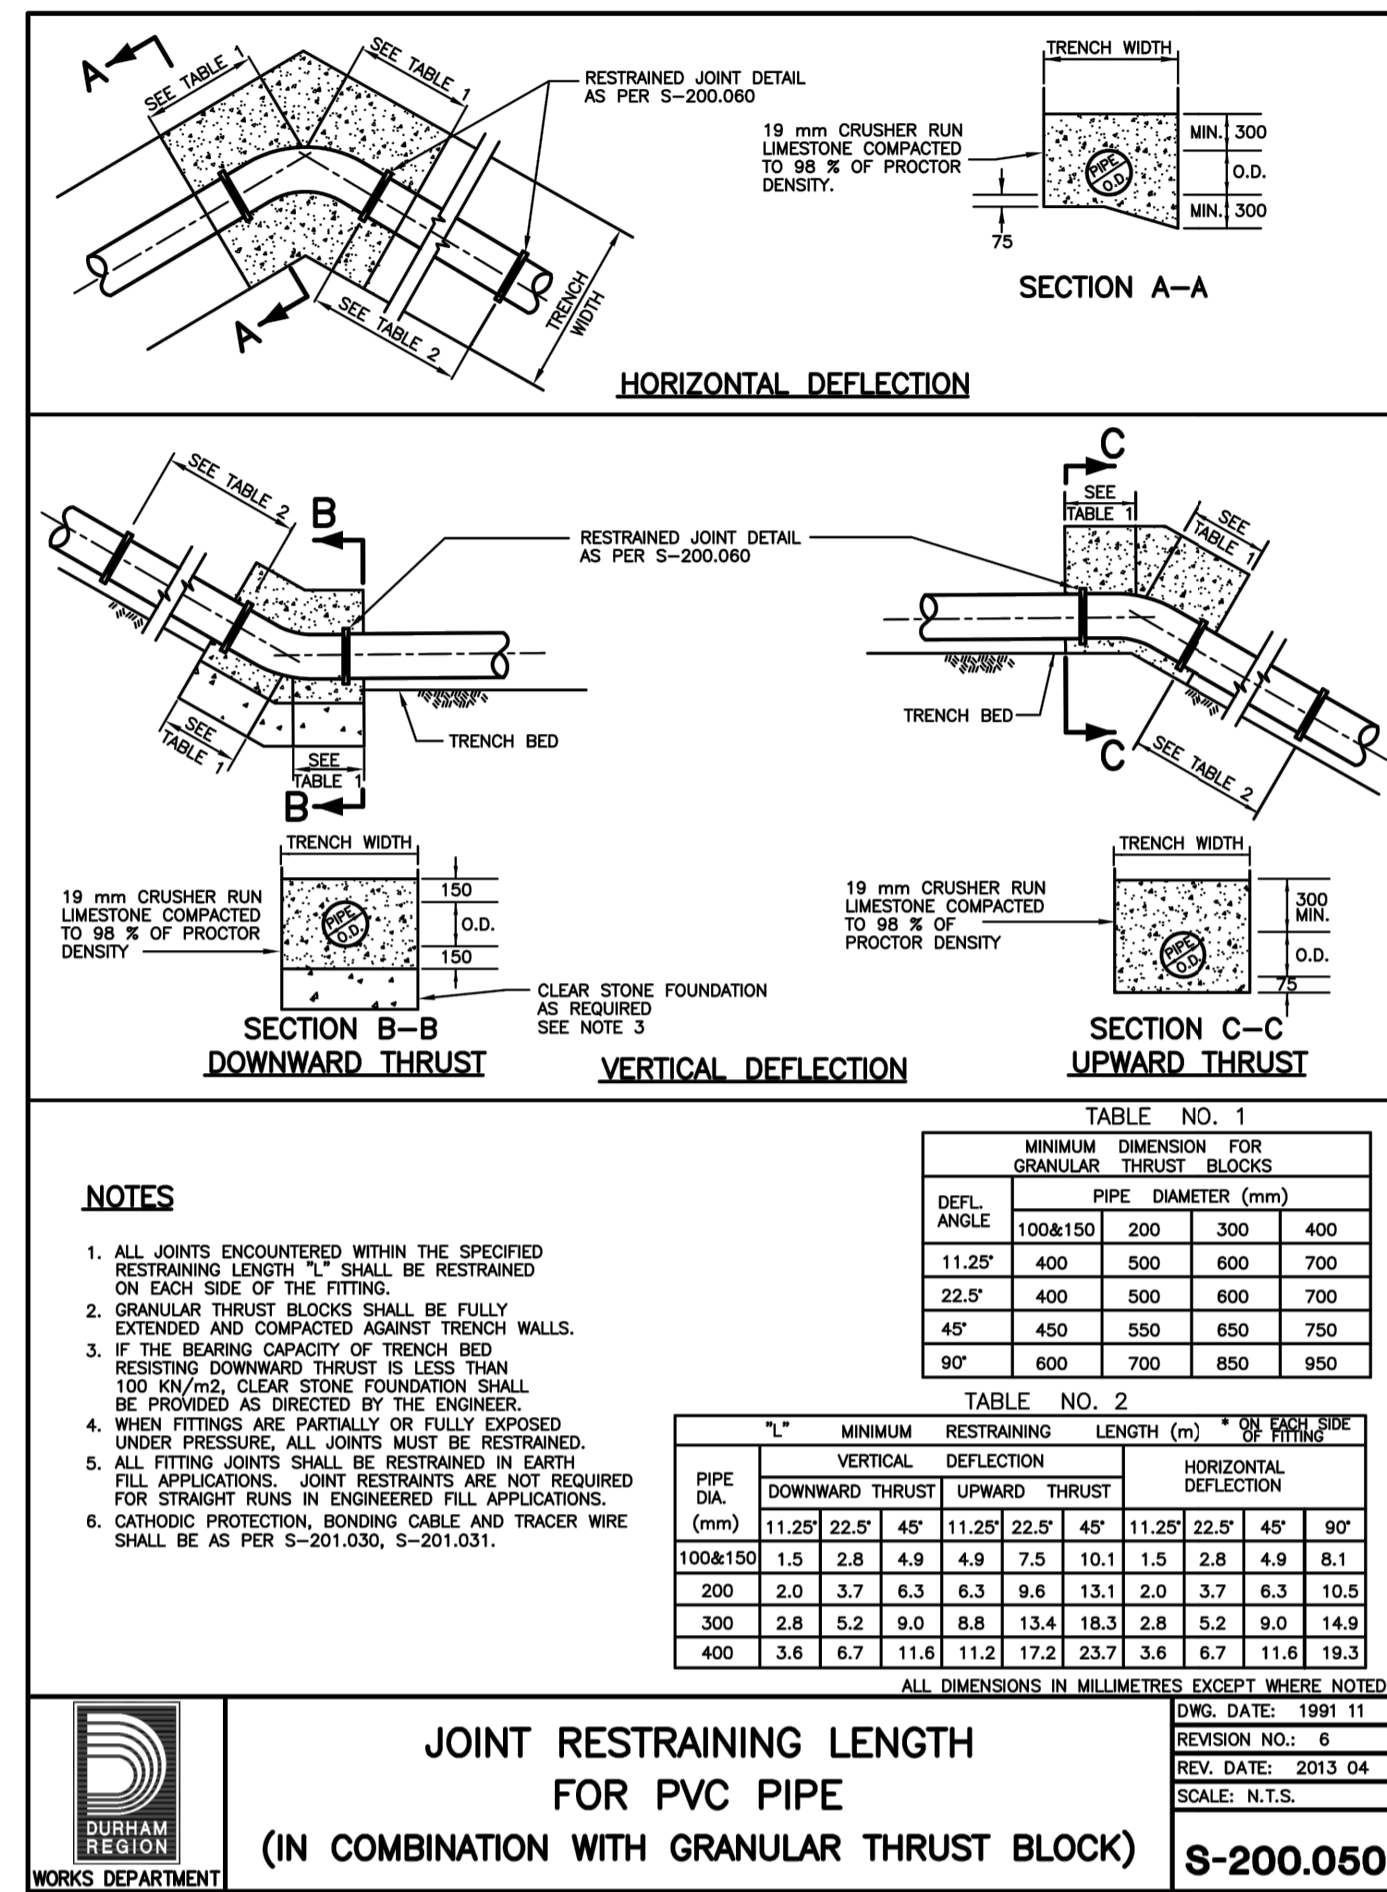 A
SEE TABLE 1
SEE TABLE 1
RESTRAINED JOINT DETAIL
AS PER S-200.060
A
SEE TABLE 2
TRENCH
WIDTH
TRENCH WIDTH
19 mm CRUSHER RUN
LIMESTONE COMPACTED
TO 98 % OF PROCTOR
DENSITY.
PIPE
O.D.
MIN. 300
O.D.
MIN. 300
75
SECTION A-A
HORIZONTAL DEFLECTION
SEE TABLE 2
B
RESTRAINED JOINT DETAIL
AS PER S-200.060
C
SEE
TABLE 1
SEE
TABLE 1
SEE
TABLE 1
SEE
TABLE 1
B
TRENCH BED
TRENCH BED
C
SEE TABLE 2
TRENCH WIDTH
19 mm CRUSHER RUN
LIMESTONE COMPACTED
TO 98 % OF PROCTOR
DENSITY
PIPE
O.D.
150
O.D.
150
CLEAR STONE FOUNDATION
AS REQUIRED
SEE NOTE 3
SECTION B-B
DOWNWARD THRUST
VERTICAL DEFLECTION
TRENCH WIDTH
19 mm CRUSHER RUN
LIMESTONE COMPACTED
TO 98 % OF
PROCTOR DENSITY
PIPE
O.D.
300
MIN.
O.D.
75
SECTION C-C
UPWARD THRUST
NOTES
1. ALL JOINTS ENCOUNTERED WITHIN THE SPECIFIED
RESTRAINING LENGTH "L" SHALL BE RESTRAINED
ON EACH SIDE OF THE FITTING.
2. GRANULAR THRUST BLOCKS SHALL BE FULLY
EXTENDED AND COMPACTED AGAINST TRENCH WALLS.
3. IF THE BEARING CAPACITY OF TRENCH BED
RESISTING DOWNWARD THRUST IS LESS THAN
100 KN/m2, CLEAR STONE FOUNDATION SHALL
BE PROVIDED AS DIRECTED BY THE ENGINEER.
4. WHEN FITTINGS ARE PARTIALLY OR FULLY EXPOSED
UNDER PRESSURE, ALL JOINTS MUST BE RESTRAINED.
5. ALL FITTING JOINTS SHALL BE RESTRAINED IN EARTH
FILL APPLICATIONS. JOINT RESTRAINTS ARE NOT REQUIRED
FOR STRAIGHT RUNS IN ENGINEERED FILL APPLICATIONS.
6. CATHODIC PROTECTION, BONDING CABLE AND TRACER WIRE
SHALL BE AS PER S-201.030, S-201.031.
TABLE NO. 1
MINIMUM DIMENSION FOR
GRANULAR THRUST BLOCKS
DEFL.
ANGLE
PIPE DIAMETER (mm)
100&150 200 300 400
11.25° 400 500 600 700
22.5° 400 500 600 700
45° 450 550 650 750
90° 600 700 850 950
TABLE NO. 2
"L" MINIMUM RESTRAINING LENGTH (m) * ON EACH SIDE
OF FITTING
PIPE
DIA.
(mm)
VERTICAL DEFLECTION
HORIZONTAL
DEFLECTION
DOWNWARD THRUST UPWARD THRUST
11.25° 22.5° 45° 11.25° 22.5° 45° 11.25° 22.5° 45° 90°
100&150 1.5 2.8 4.9 4.9 7.5 10.1 1.5 2.8 4.9 8.1
200 2.0 3.7 6.3 6.3 9.6 13.1 2.0 3.7 6.3 10.5
300 2.8 5.2 9.0 8.8 13.4 18.3 2.8 5.2 9.0 14.9
400 3.6 6.7 11.6 11.2 17.2 23.7 3.6 6.7 11.6 19.3
ALL DIMENSIONS IN MILLIMETRES EXCEPT WHERE NOTED
DURHAM
REGION
WORKS DEPARTMENT
JOINT RESTRAINING LENGTH
FOR PVC PIPE
(IN COMBINATION WITH GRANULAR THRUST BLOCK)
DWG. DATE: 1991 11
REVISION NO.: 6
REV. DATE: 2013 04
SCALE: N.T.S.
S-200.050